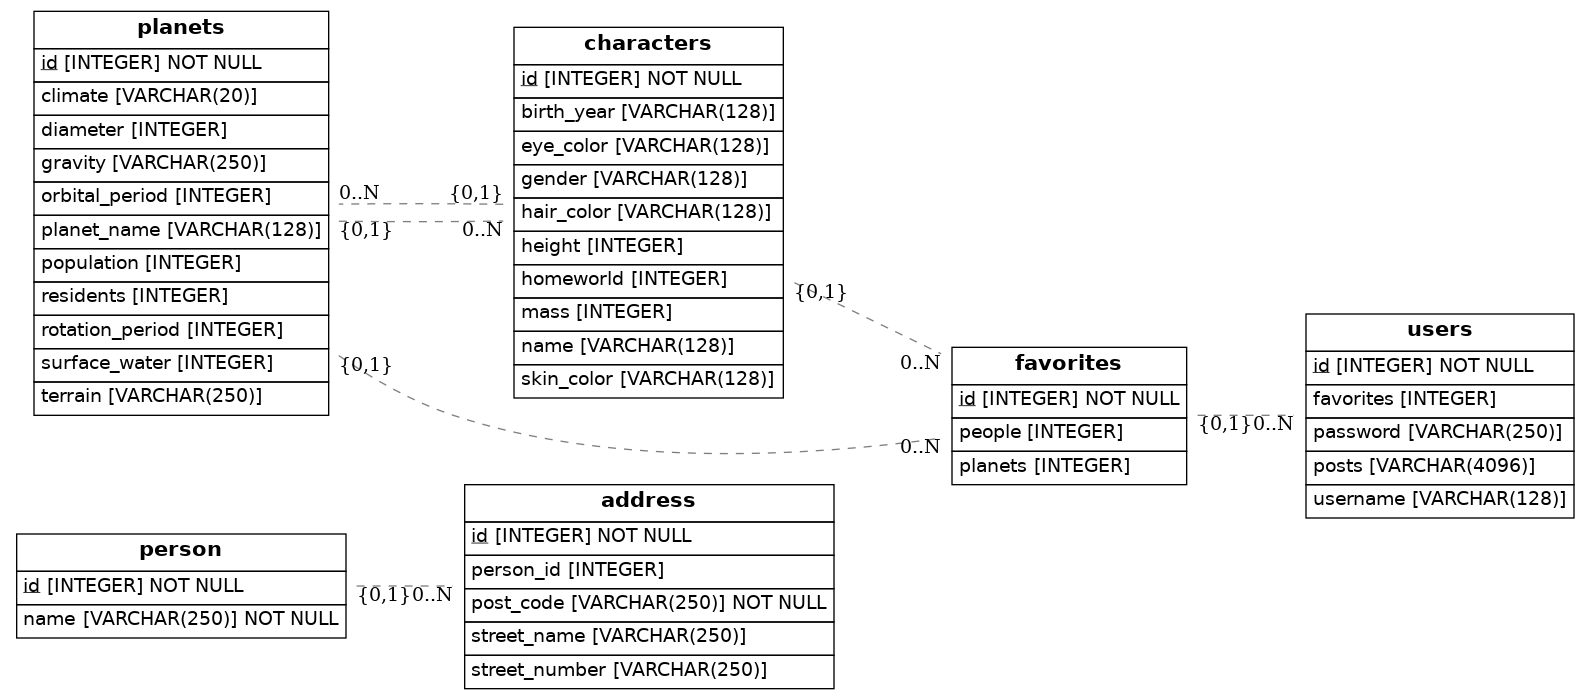 planets
id [INTEGER] NOT NULL
climate [VARCHAR(20)]
diameter [INTEGER]
gravity [VARCHAR(250)]
orbital_period [INTEGER]
planet_name [VARCHAR(128)]
population [INTEGER]
residents [INTEGER]
rotation_period [INTEGER]
surface_water [INTEGER]
terrain [VARCHAR(250)]
0..N
{0,1}
{0,1}
0..N
{0,1}
characters
id [INTEGER] NOT NULL
birth_year [VARCHAR(128)]
eye_color [VARCHAR(128)]
gender [VARCHAR(128)]
hair_color [VARCHAR(128)]
height [INTEGER]
homeworld [INTEGER]
mass [INTEGER]
name [VARCHAR(128)]
skin_color [VARCHAR(128)]
{0,1}
0..N
0..N
favorites
id [INTEGER] NOT NULL
people [INTEGER]
planets [INTEGER]
{0,1}0..N
users
id [INTEGER] NOT NULL
favorites [INTEGER]
password [VARCHAR(250)]
posts [VARCHAR(4096)]
username [VARCHAR(128)]
person
id [INTEGER] NOT NULL
name [VARCHAR(250)] NOT NULL
{0,1}0..N
address
id [INTEGER] NOT NULL
person_id [INTEGER]
post_code [VARCHAR(250)] NOT NULL
street_name [VARCHAR(250)]
street_number [VARCHAR(250)]